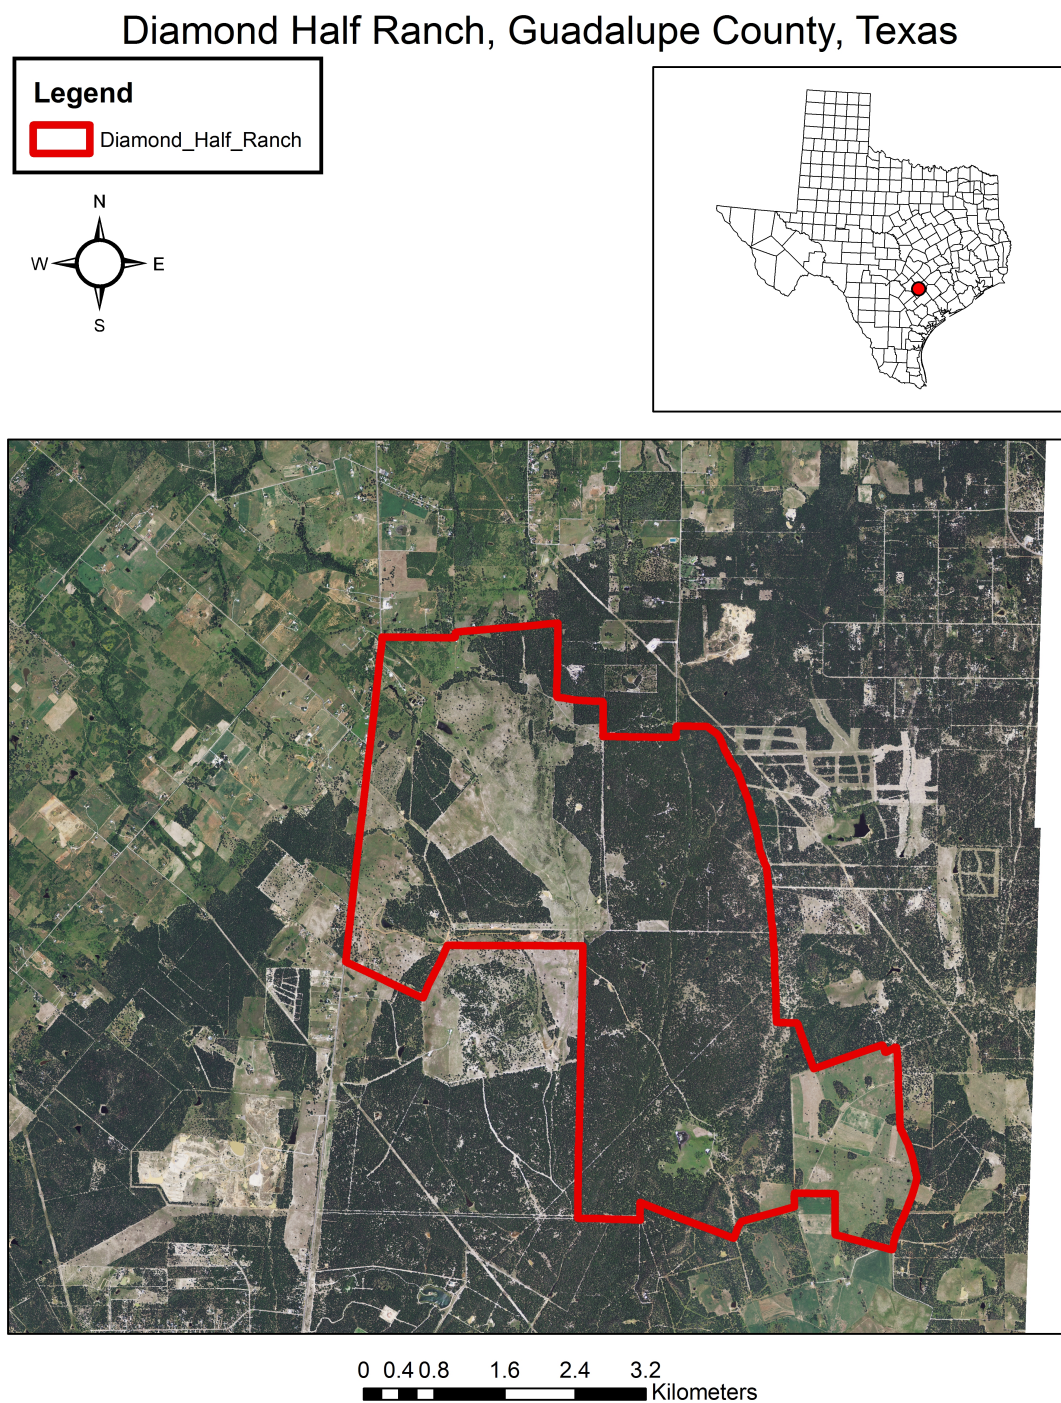 Diamond Half Ranch, Guadalupe County, Texas
Legend
Diamond_Half_Ranch
N
W E
S
0 0.4 0.8 1.6 2.4 3.2
Kilometers